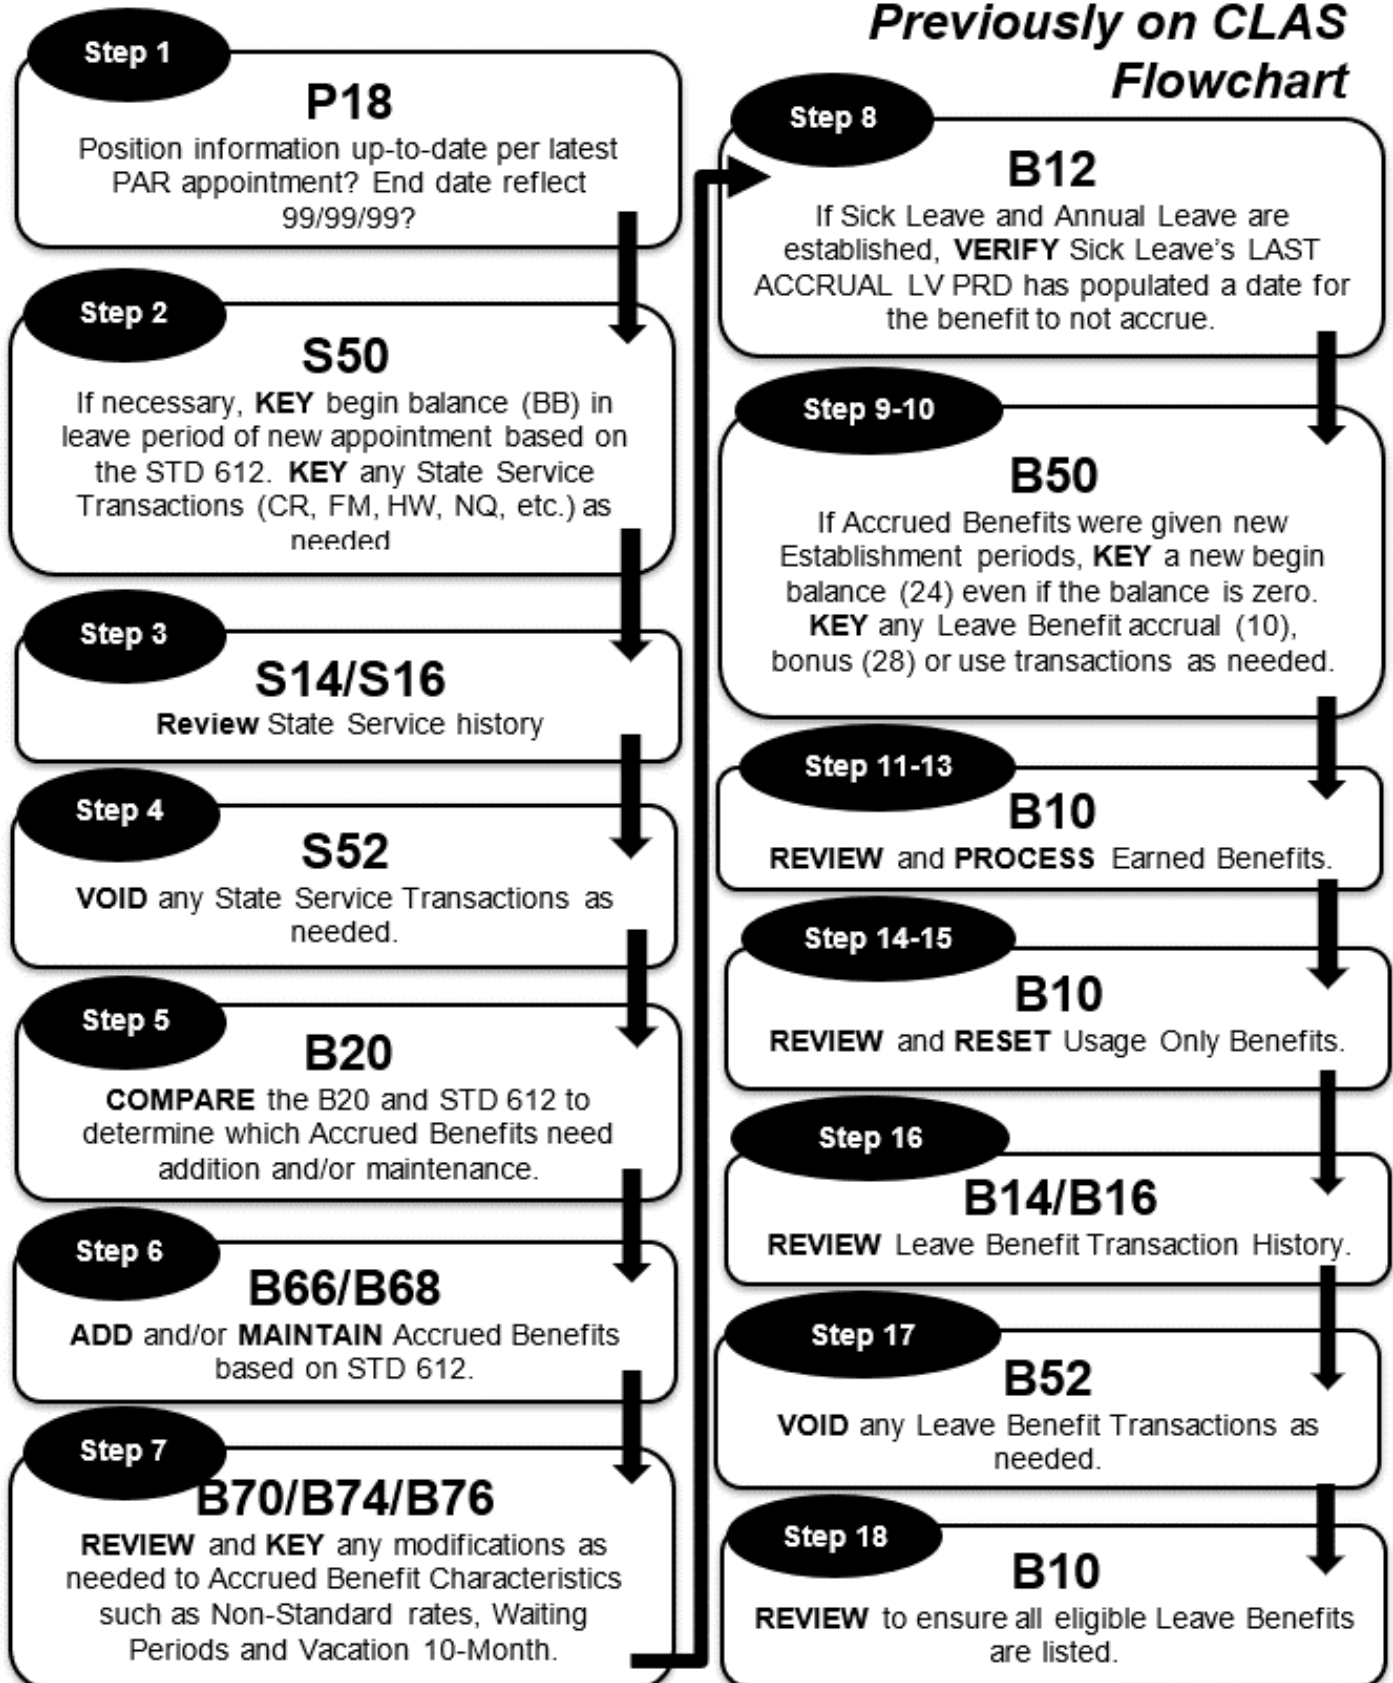 Previously on CLAS
Flowchart
Step 1
P18
Position information up-to-date per latest
PAR appointment? End date reflect
99/99/99?
Step 2
S50
If necessary, KEY begin balance (BB) in
leave period of new appointment based on
the STD 612. KEY any State Service
Transactions (CR, FM, HW, NQ, etc.) as
needed
Step 3
S14/S16
Review State Service history
Step 4
S52
VOID any State Service Transactions as
needed.
Step 5
B20
COMPARE the B20 and STD 612 to
determine which Accrued Benefits need
addition and/or maintenance.
Step 6
B66/B68
ADD and/or MAINTAIN Accrued Benefits
based on STD 612.
Step 7
B70/B74/B76
REVIEW and KEY any modifications as
needed to Accrued Benefit Characteristics
such as Non-Standard rates, Waiting
Periods and Vacation 10-Month.
Step 8
B12
If Sick Leave and Annual Leave are
established, VERIFY Sick Leave's LAST
ACCRUAL LV PRD has populated a date for
the benefit to not accrue.
Step 9-10
B50
If Accrued Benefits were given new
Establishment periods, KEY a new begin
balance (24) even if the balance is zero.
KEY any Leave Benefit accrual (10),
bonus (28) or use transactions as needed.
Step 11-13
B10
REVIEW and PROCESS Earned Benefits.
Step 14-15
B10
REVIEW and RESET Usage Only Benefits.
Step 16
B14/B16
REVIEW Leave Benefit Transaction History.
Step 17
B52
VOID any Leave Benefit Transactions as
needed.
Step 18
B10
REVIEW to ensure all eligible Leave Benefits
are listed.